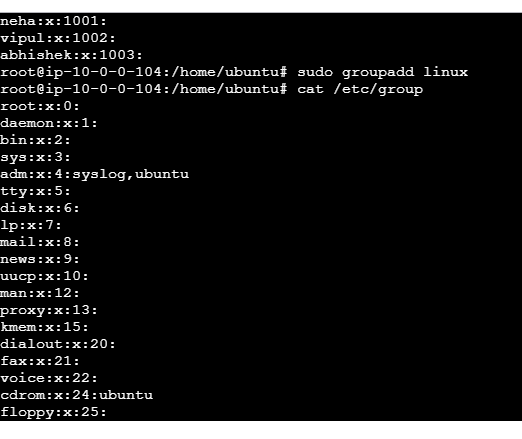 neha:x:1001:
vipul:x:1002:
abhishek:x:1003:
root@ip-10-0-0-104:/home/ubuntu# sudo groupadd linux
root@ip-10-0-0-104:/home/ubuntu# cat /etc/group
root:x:0:
daemon:x:1:
bin:x:2:
sys:x:3:
adm:x:4:syslog,ubuntu
tty:x:5:
disk:x:6:
lp:x:7:
mail:x:8:
news:x:9:
uucp:x:10:
man:x:12:
proxy:x:13:
kmem:x:15:
dialout:x:20:
fax:x:21:
voice:x:22:
cdrom:x:24:ubuntu
floppy:x:25: